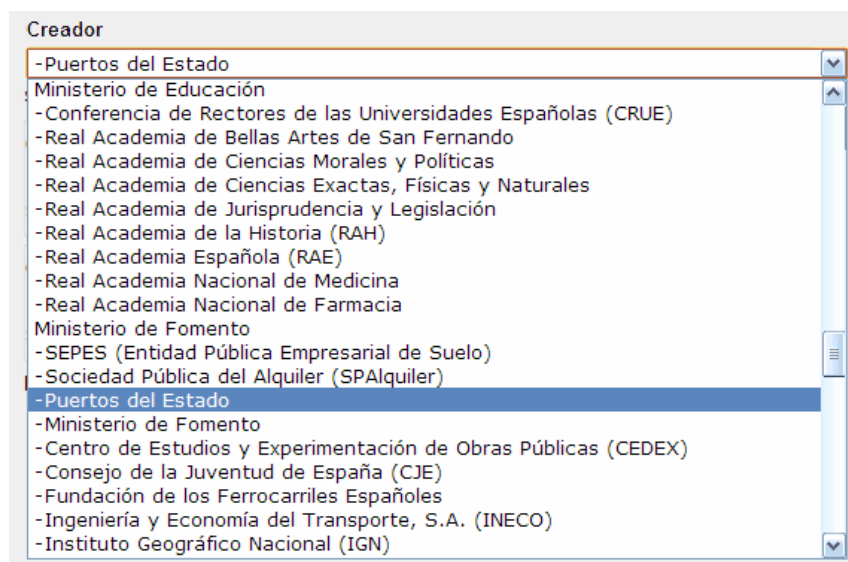 Creador
-Puertos del Estado
Ministerio de Educación
-Conferencia de Rectores de las Universidades Españolas (CRUE)
-Real Academia de Bellas Artes de San Fernando
-Real Academia de Ciencias Morales y Políticas
-Real Academia de Ciencias Exactas, Físicas y Naturales
-Real Academia de Jurisprudencia y Legislación
-Real Academia de la Historia (RAH)
-Real Academia Española (RAE)
-Real Academia Nacional de Medicina
-Real Academia Nacional de Farmacia
Ministerio de Fomento
-SEPES (Entidad Pública Empresarial de Suelo)
-Sociedad Pública del Alquiler (SPAlquiler)
-Puertos del Estado
-Ministerio de Fomento
-Centro de Estudios y Experimentación de Obras Públicas (CEDEX)
-Consejo de la Juventud de España (CJE)
-Fundación de los Ferrocarriles Españoles
-Ingeniería y Economía del Transporte, S.A. (INECO)
-Instituto Geográfico Nacional (IGN)